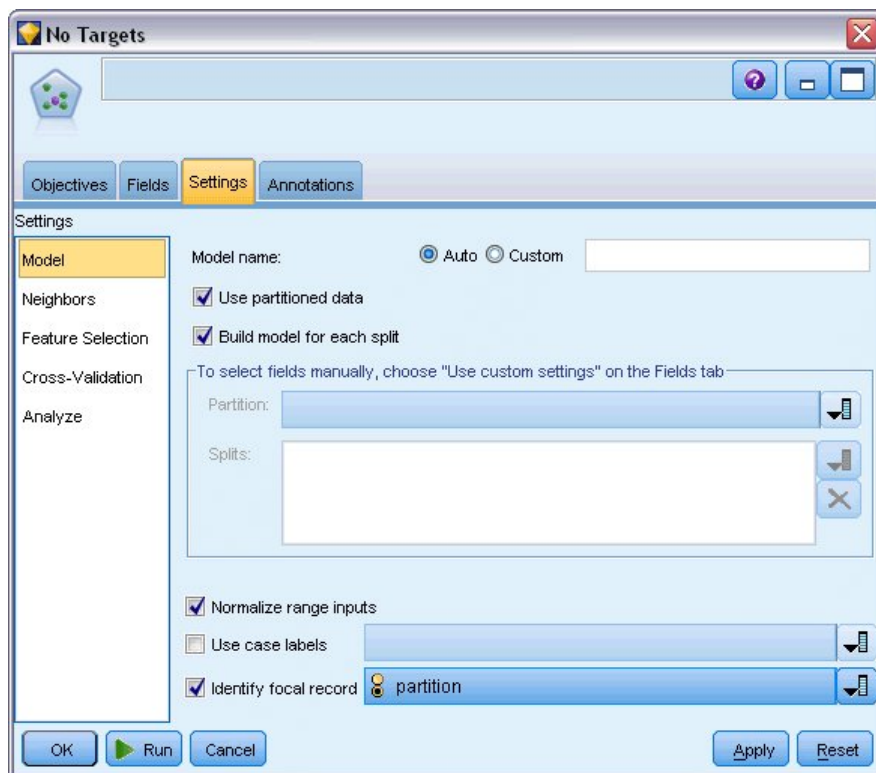 No Targets
Objectives Fields Settings Annotations
Settings
Model
Neighbors
Feature Selection
Cross-Validation
Analyze
Model name: Auto Custom
Use partitioned data
Build model for each split
To select fields manually, choose "Use custom settings" on the Fields tab
Partition:
Splits:
Normalize range inputs
Use case labels
Identify focal record partition
OK Run Cancel Apply Reset